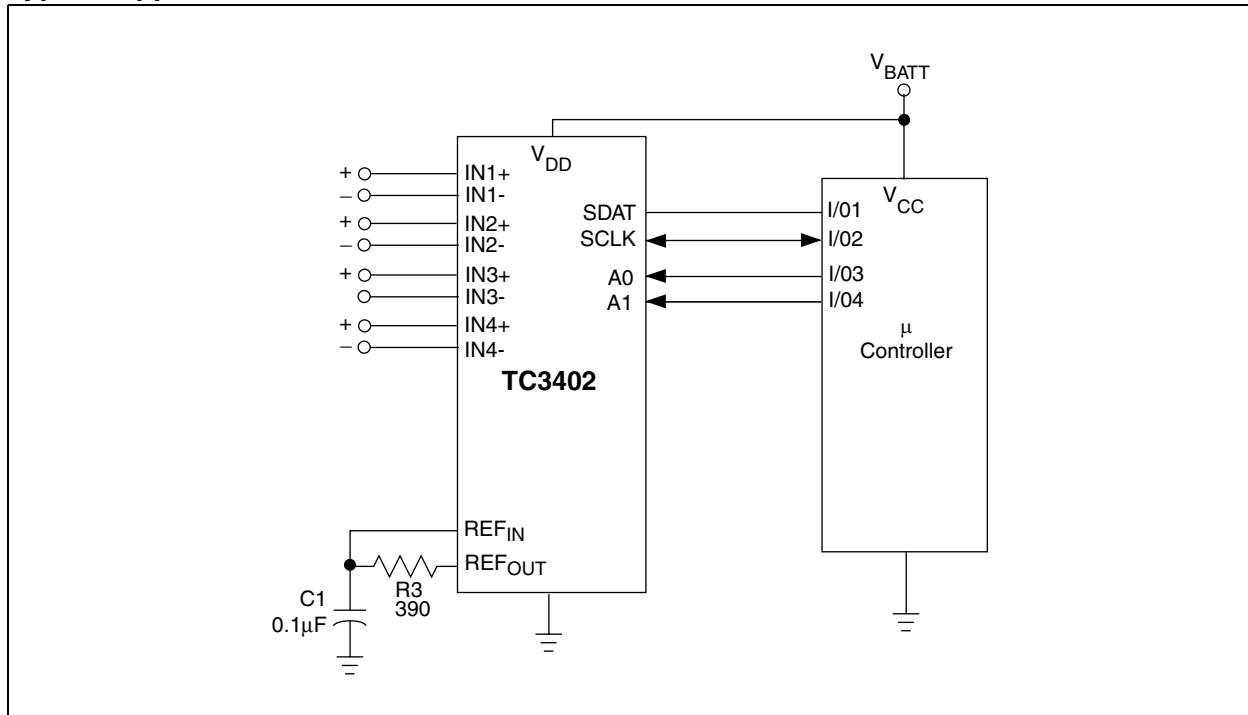 V_BATT
V_DD
+ IN1+
– IN1-
+ IN2+
– IN2-
+ IN3+
IN3-
+ IN4+
– IN4-
SDAT
SCLK
A0
A1
TC3402
V_CC
I/01
I/02
I/03
I/04
μ
Controller
REF_IN
REF_OUT
R3
390
C1
0.1μF